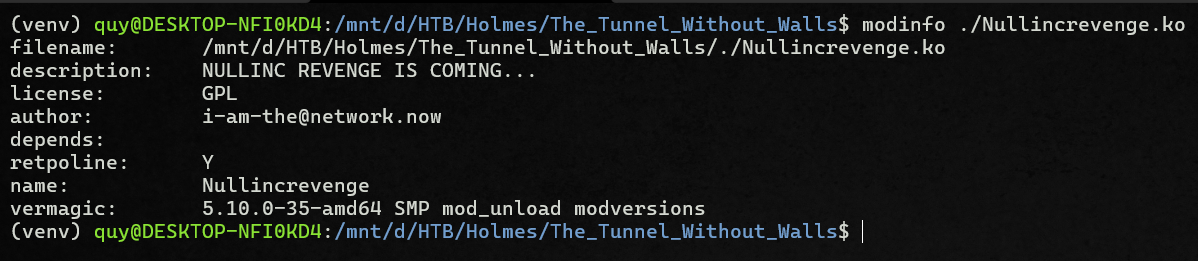 (venv) quy@DESKTOP-NFI0KD4:/mnt/d/HTB/Holmes/The_Tunnel_Without_Walls$ modinfo ./Nullincrevenge.ko
filename:       /mnt/d/HTB/Holmes/The_Tunnel_Without_Walls/./Nullincrevenge.ko
description:    NULLINC REVENGE IS COMING...
license:        GPL
author:         i-am-the@network.now
depends:
retpoline:      Y
name:           Nullincrevenge
vermagic:       5.10.0-35-amd64 SMP mod_unload modversions
(venv) quy@DESKTOP-NFI0KD4:/mnt/d/HTB/Holmes/The_Tunnel_Without_Walls$